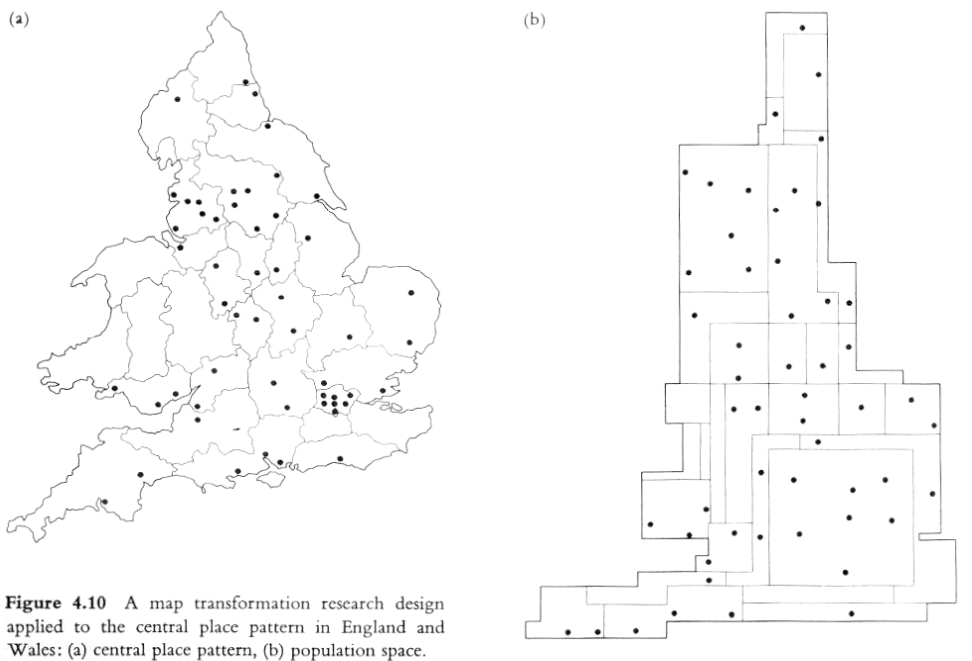 (a)
(b)
Figure 4.10 A map transformation research design
applied to the central place pattern in England and
Wales: (a) central place pattern, (b) population space.